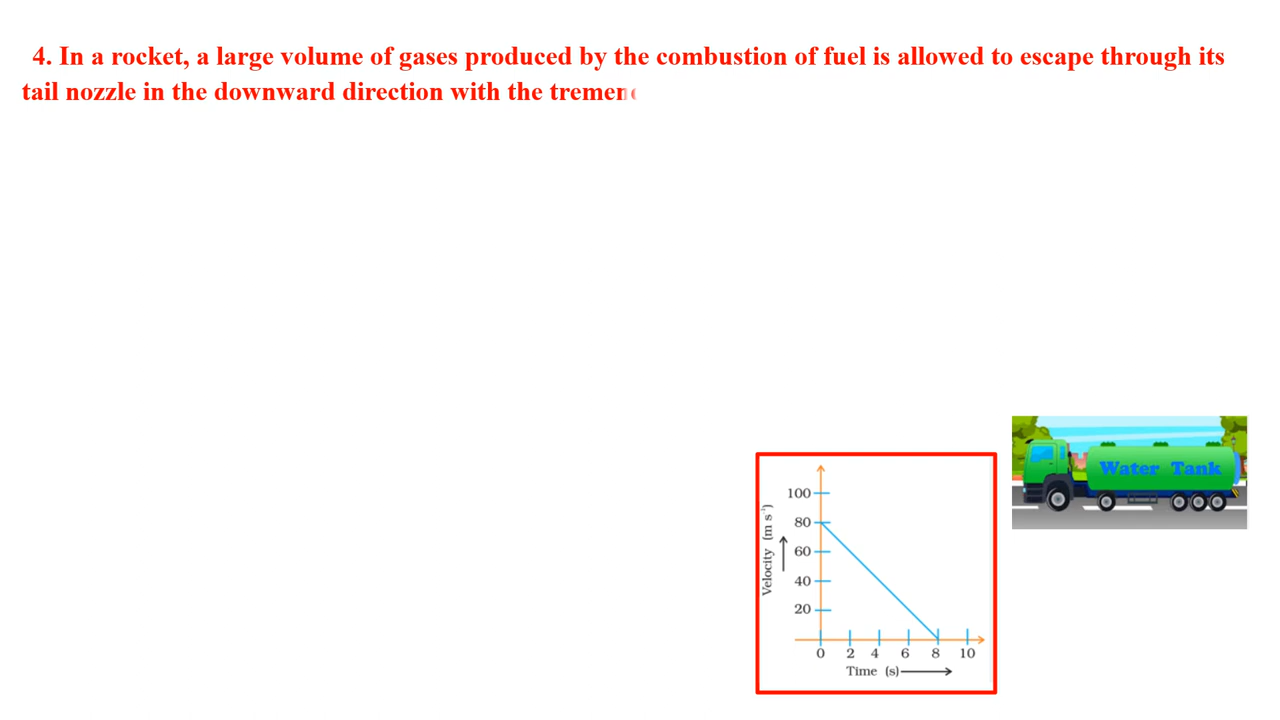 4. In a rocket, a large volume of gases produced by the combustion of fuel is allowed to escape through its
tail nozzle in the downward direction with the
Water Tank
100
80
60
40
20
Velocity (m s⁻¹)
0 2 4 6 8 10
Time (s)